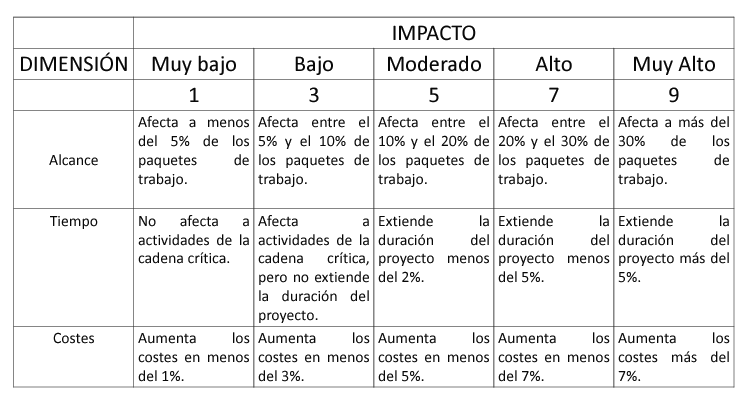 IMPACTO
DIMENSIÓN Muy bajo Bajo Moderado Alto Muy Alto
1 3 5 7 9
Alcance
Afecta a menos
del 5% de los
paquetes de
trabajo.
Afecta entre el
5% y el 10% de
los paquetes de
trabajo.
Afecta entre el
10% y el 20% de
los paquetes de
trabajo.
Afecta entre el
20% y el 30% de
los paquetes de
trabajo.
Afecta a más del
30% de los
paquetes de
trabajo.
Tiempo
No afecta a
actividades de la
cadena crítica.
Afecta a
actividades de la
cadena crítica,
pero no extiende
la duración del
proyecto.
Extiende la
duración del
proyecto menos
del 2%.
Extiende la
duración del
proyecto menos
del 5%.
Extiende la
duración del
proyecto más del
5%.
Costes
Aumenta los
costes en menos
del 1%.
Aumenta los
costes en menos
del 3%.
Aumenta los
costes en menos
del 5%.
Aumenta los
costes en menos
del 7%.
Aumenta los
costes más del
7%.